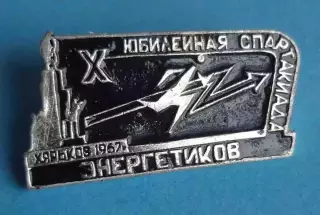 X ЮБИЛЕЙНАЯ СПАРТАКИАДА
ХАРЬКОВ 1967г.
ЭНЕРГЕТИКОВ